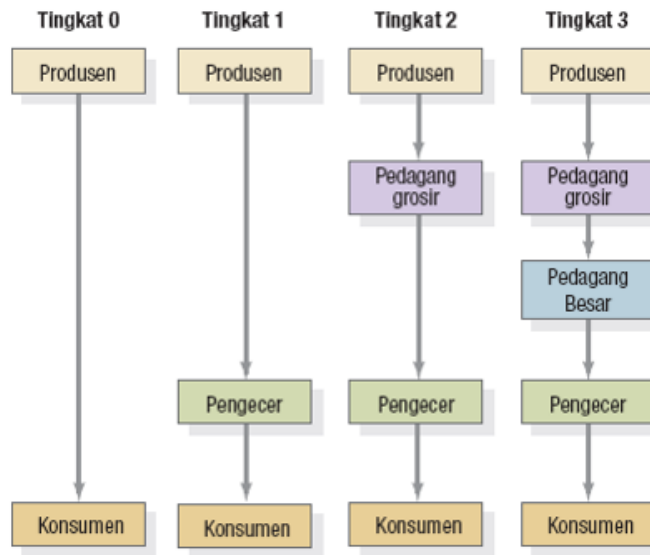 Tingkat 0
Tingkat 1
Tingkat 2
Tingkat 3
Produsen
Produsen
Produsen
Produsen
Pedagang
grosir
Pedagang
grosir
Pedagang
Besar
Pengecer
Pengecer
Pengecer
Konsumen
Konsumen
Konsumen
Konsumen